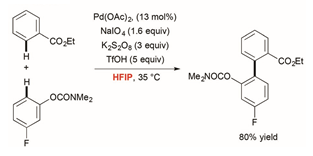 CO₂Et
H
+
H
OCONMe₂
F
Pd(OAc)₂, (13 mol%)
NaIO₄ (1.6 equiv)
K₂S₂O₈ (3 equiv)
TfOH (5 equiv)
HFIP, 35 °C
CO₂Et
Me₂NOCO
F
80% yield